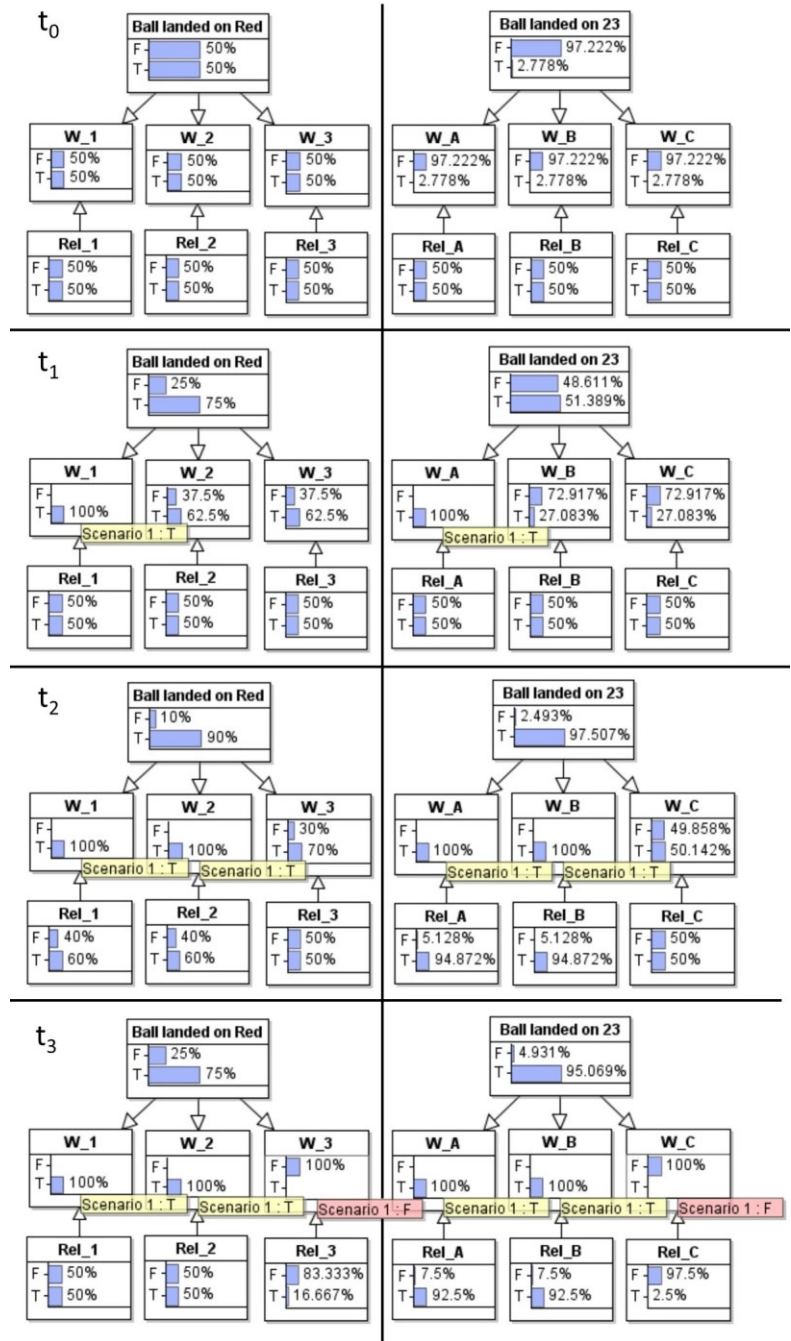 t0
Ball landed on Red
F 50%
T 50%
W_1
F 50%
T 50%
W_2
F 50%
T 50%
W_3
F 50%
T 50%
Rel_1
F 50%
T 50%
Rel_2
F 50%
T 50%
Rel_3
F 50%
T 50%
Ball landed on 23
F 97.222%
T 2.778%
W_A
F 97.222%
T 2.778%
W_B
F 97.222%
T 2.778%
W_C
F 97.222%
T 2.778%
Rel_A
F 50%
T 50%
Rel_B
F 50%
T 50%
Rel_C
F 50%
T 50%
t1
Ball landed on Red
F 25%
T 75%
W_1
F
T 100%
Scenario 1 : T
W_2
F 37.5%
T 62.5%
W_3
F 37.5%
T 62.5%
Rel_1
F 50%
T 50%
Rel_2
F 50%
T 50%
Rel_3
F 50%
T 50%
Ball landed on 23
F 48.611%
T 51.389%
W_A
F
T 100%
Scenario 1 : T
W_B
F 72.917%
T 27.083%
W_C
F 72.917%
T 27.083%
Rel_A
F 50%
T 50%
Rel_B
F 50%
T 50%
Rel_C
F 50%
T 50%
t2
Ball landed on Red
F 10%
T 90%
W_1
F
T 100%
Scenario 1 : T
W_2
F
T 100%
Scenario 1 : T
W_3
F 30%
T 70%
Rel_1
F 40%
T 60%
Rel_2
F 40%
T 60%
Rel_3
F 50%
T 50%
Ball landed on 23
F 2.493%
T 97.507%
W_A
F
T 100%
Scenario 1 : T
W_B
F
T 100%
Scenario 1 : T
W_C
F 49.858%
T 50.142%
Rel_A
F 5.128%
T 94.872%
Rel_B
F 5.128%
T 94.872%
Rel_C
F 50%
T 50%
t3
Ball landed on Red
F 25%
T 75%
W_1
F
T 100%
Scenario 1 : T
W_2
F
T 100%
Scenario 1 : T
W_3
F 100%
T
Scenario 1 : F
Rel_1
F 50%
T 50%
Rel_2
F 50%
T 50%
Rel_3
F 83.333%
T 16.667%
Ball landed on 23
F 4.931%
T 95.069%
W_A
F
T 100%
Scenario 1 : T
W_B
F
T 100%
Scenario 1 : T
W_C
F 100%
T
Scenario 1 : F
Rel_A
F 7.5%
T 92.5%
Rel_B
F 7.5%
T 92.5%
Rel_C
F 97.5%
T 2.5%